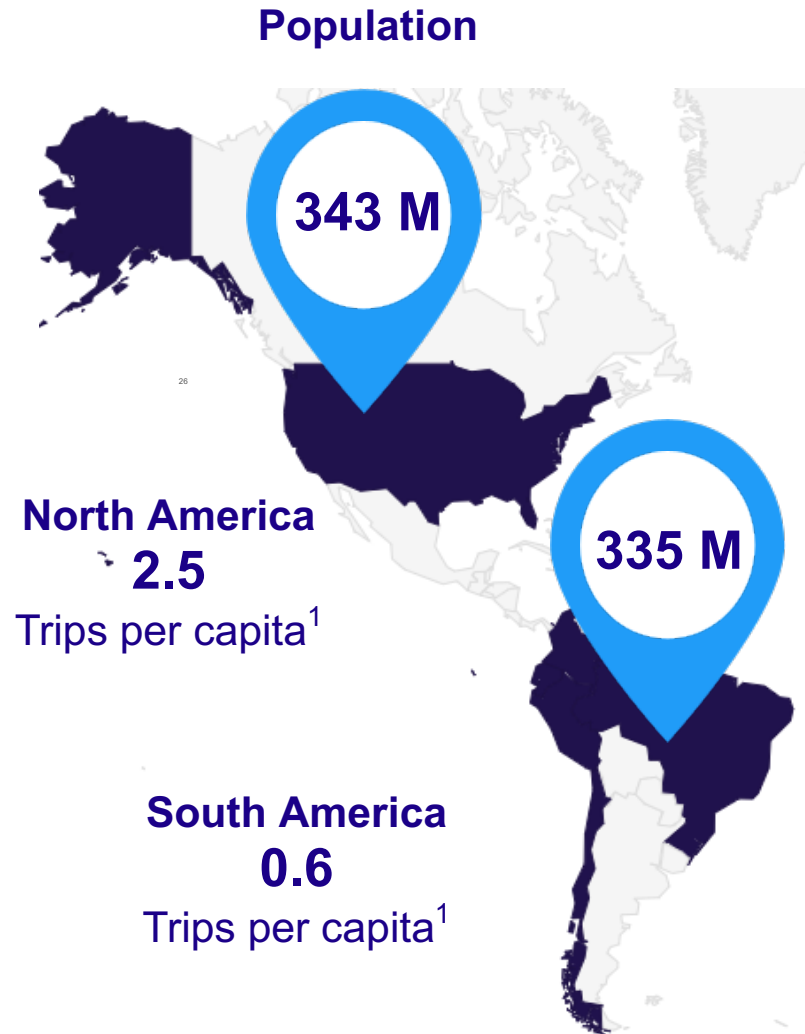 Population
343 M
26
North America
2.5
Trips per capita¹
335 M
South America
0.6
Trips per capita¹